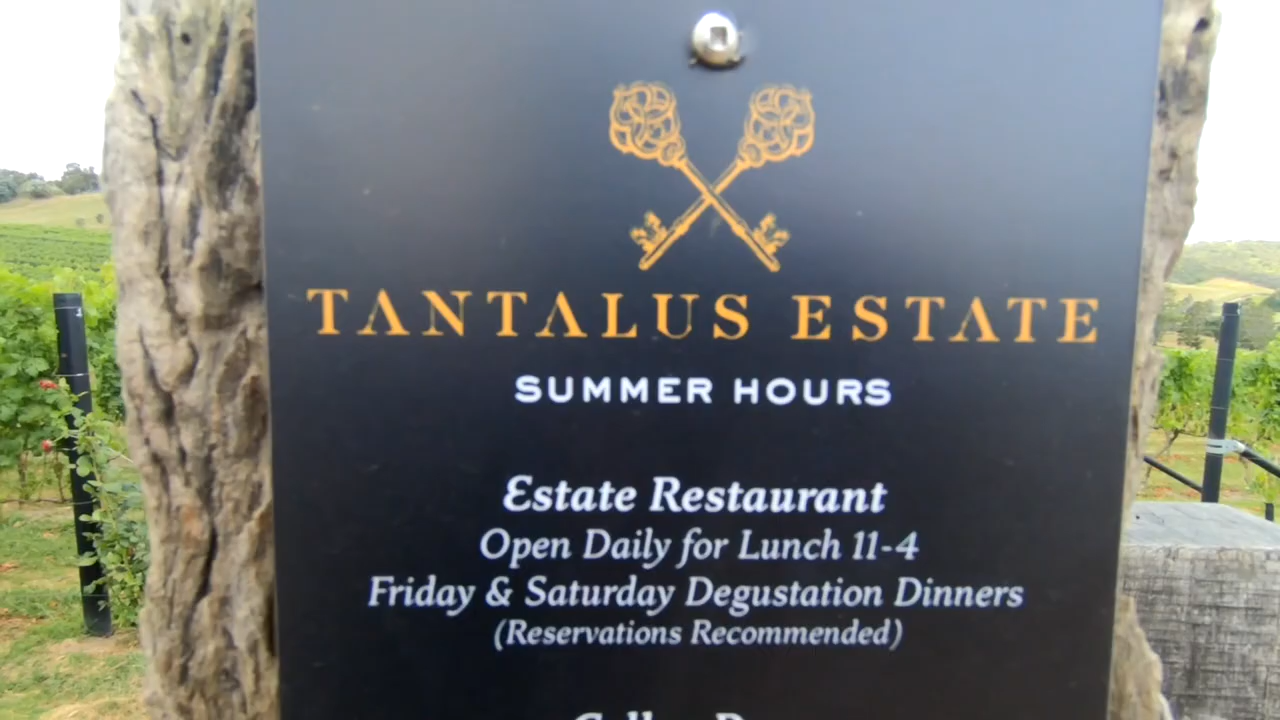 TANTALUS ESTATE
SUMMER HOURS
Estate Restaurant
Open Daily for Lunch 11-4
Friday & Saturday Degustation Dinners
(Reservations Recommended)